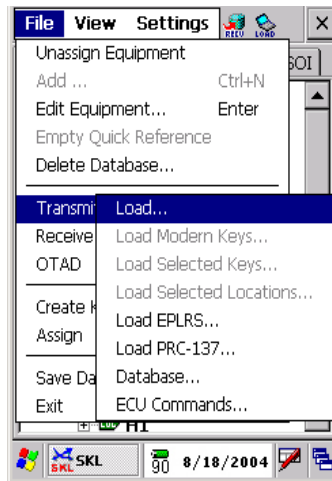 File View Settings RECV LOAD
Unassign Equipment
SOI
Add ... Ctrl+N
Edit Equipment... Enter
Empty Quick Reference
Delete Database...
Transmi Load...
Receive Load Modern Keys...
OTAD Load Selected Keys...
Load Selected Locations...
Create K Load EPLRS...
Assign Load PRC-137...
Save Da Database...
Exit ECU Commands...
SKL SKL 90 8/18/2004